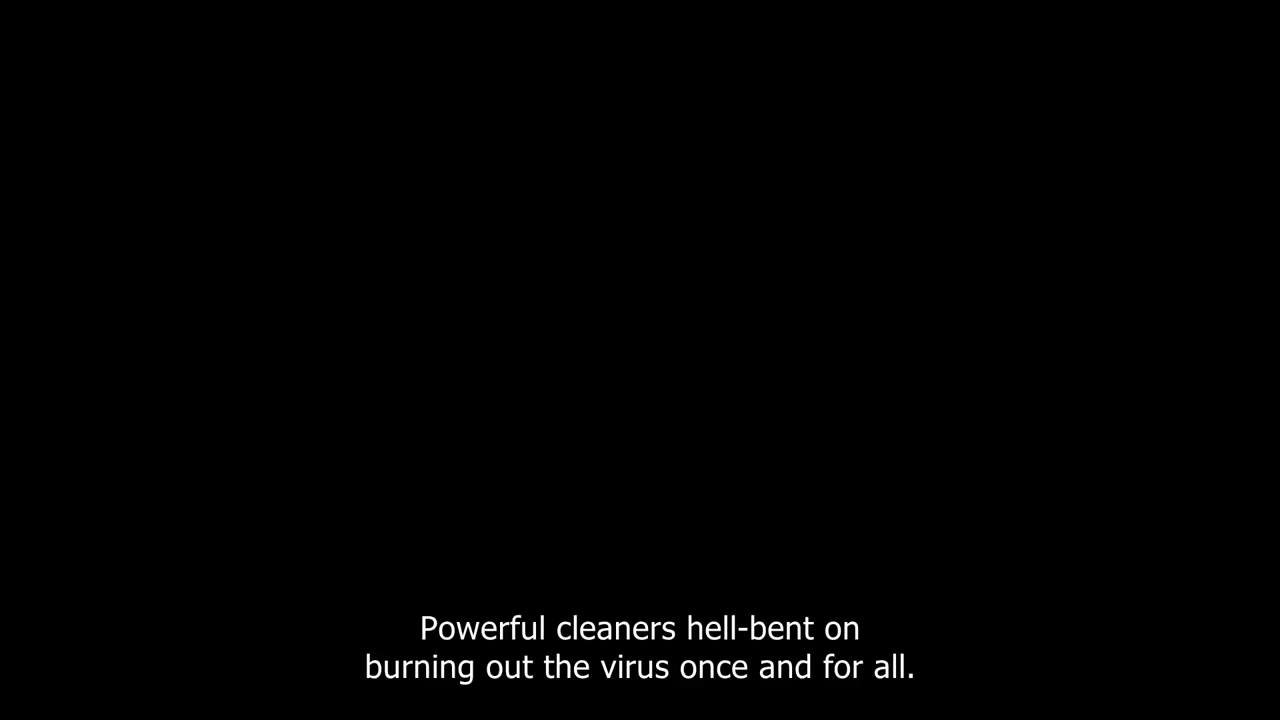 Powerful cleaners hell-bent on
burning out the virus once and for all.